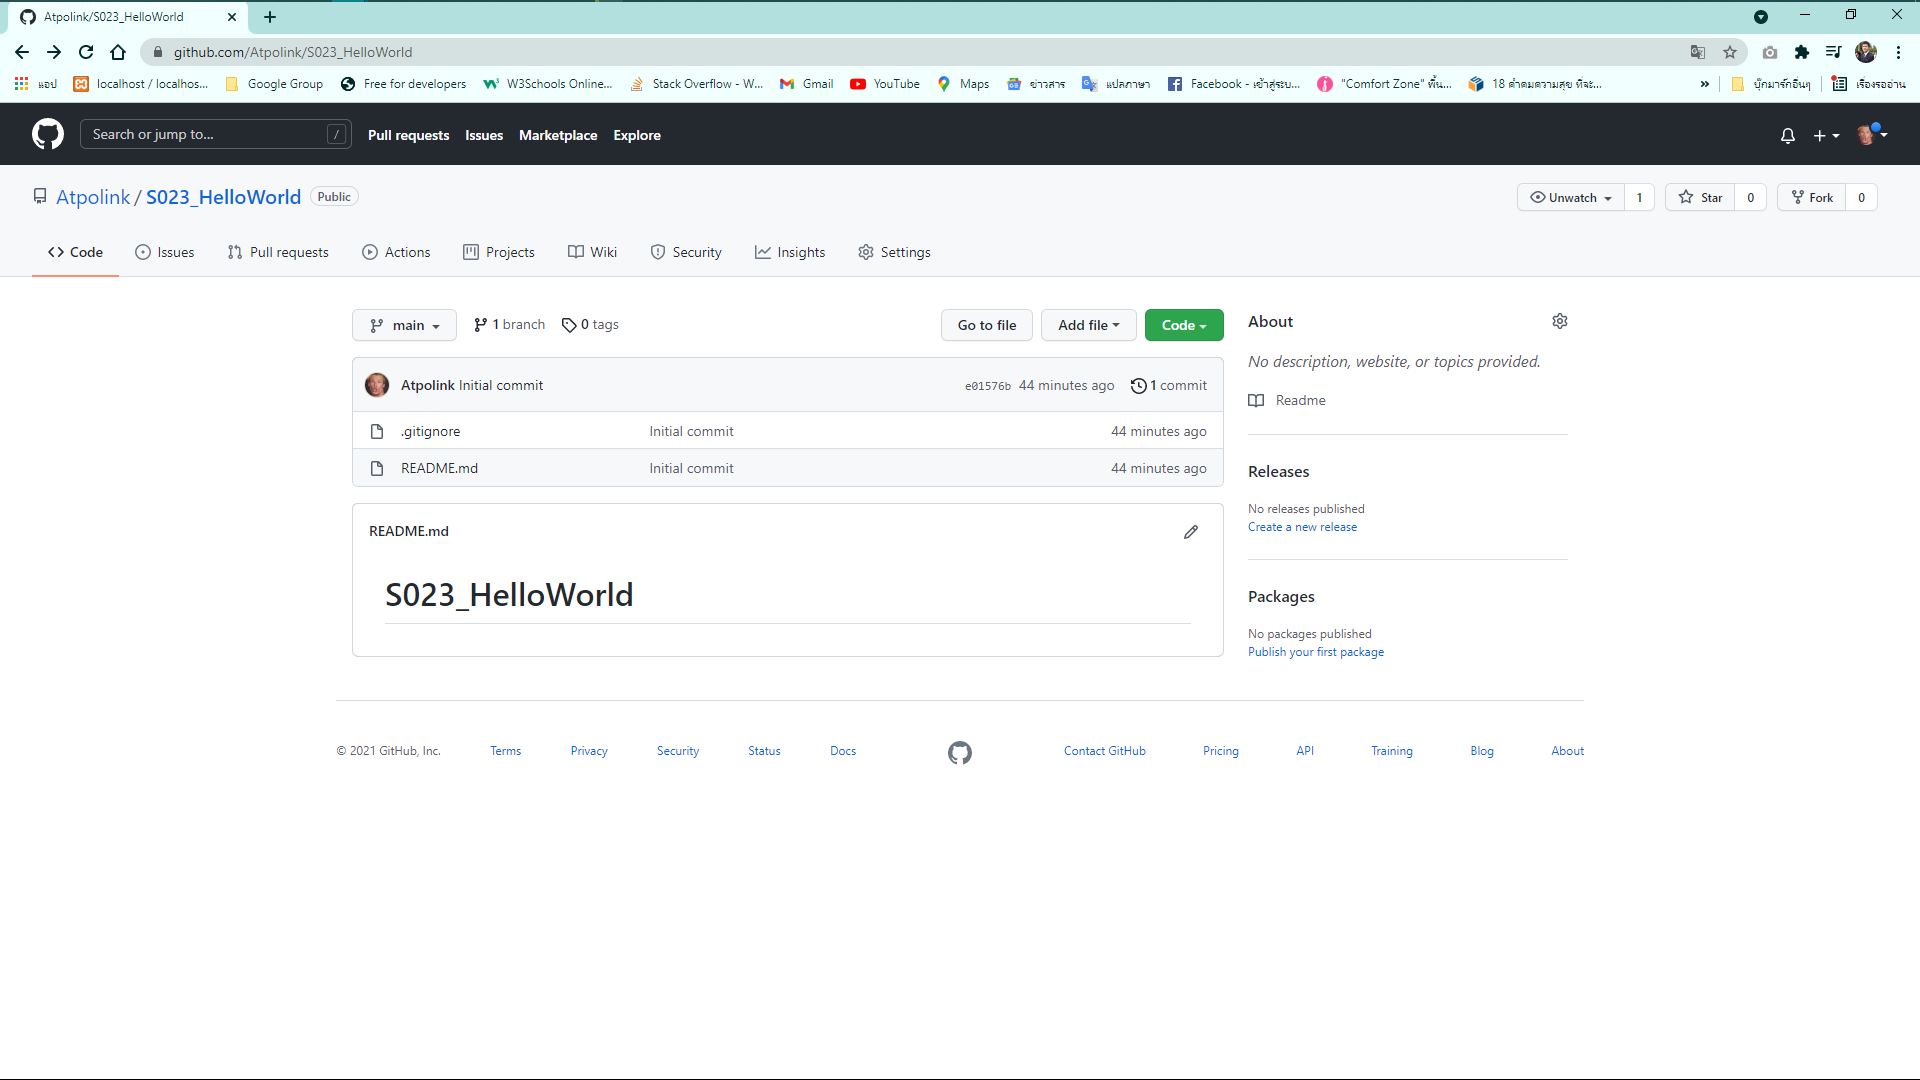 Atpolink/S023_HelloWorld
github.com/Atpolink/S023_HelloWorld
แอป localhost / localhos... Google Group Free for developers W3Schools Online... Stack Overflow - W... Gmail YouTube Maps ข่าวสาร แปลภาษา Facebook - เข้าสู่ระบ... "Comfort Zone" พื้น... 18 คำคมความสุข ที่จะ... » บุ๊กมาร์กอื่นๆ เรื่องรออ่าน
Search or jump to... / Pull requests Issues Marketplace Explore
Atpolink / S023_HelloWorld Public Unwatch 1 Star 0 Fork 0
Code Issues Pull requests Actions Projects Wiki Security Insights Settings
main 1 branch 0 tags Go to file Add file Code
Atpolink Initial commit e01576b 44 minutes ago 1 commit
.gitignore Initial commit 44 minutes ago
README.md Initial commit 44 minutes ago
README.md
S023_HelloWorld
About
No description, website, or topics provided.
Readme
Releases
No releases published
Create a new release
Packages
No packages published
Publish your first package
© 2021 GitHub, Inc. Terms Privacy Security Status Docs Contact GitHub Pricing API Training Blog About